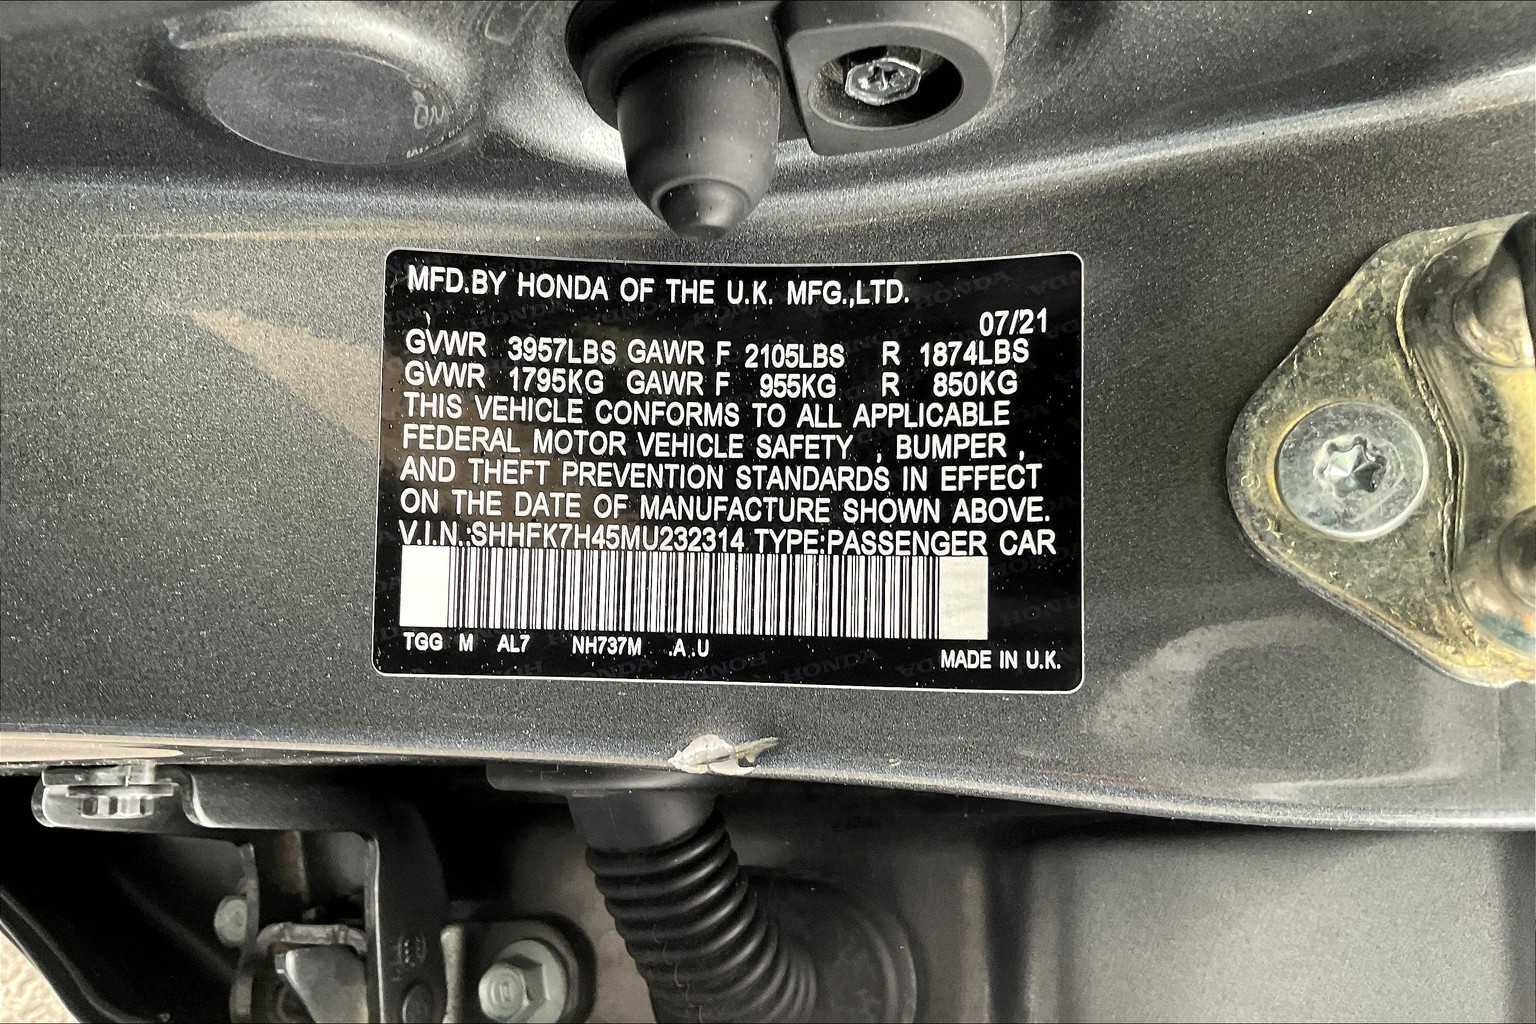 MFD.BY HONDA OF THE U.K. MFG.,LTD.
07/21
GVWR 3957LBS GAWR F 2105LBS R 1874LBS
GVWR 1795KG GAWR F 955KG R 850KG
THIS VEHICLE CONFORMS TO ALL APPLICABLE
FEDERAL MOTOR VEHICLE SAFETY , BUMPER ,
AND THEFT PREVENTION STANDARDS IN EFFECT
ON THE DATE OF MANUFACTURE SHOWN ABOVE.
V.I.N.:SHHFK7H45MU232314 TYPE:PASSENGER CAR
TGG M AL7 NH737M .A .U
MADE IN U.K.